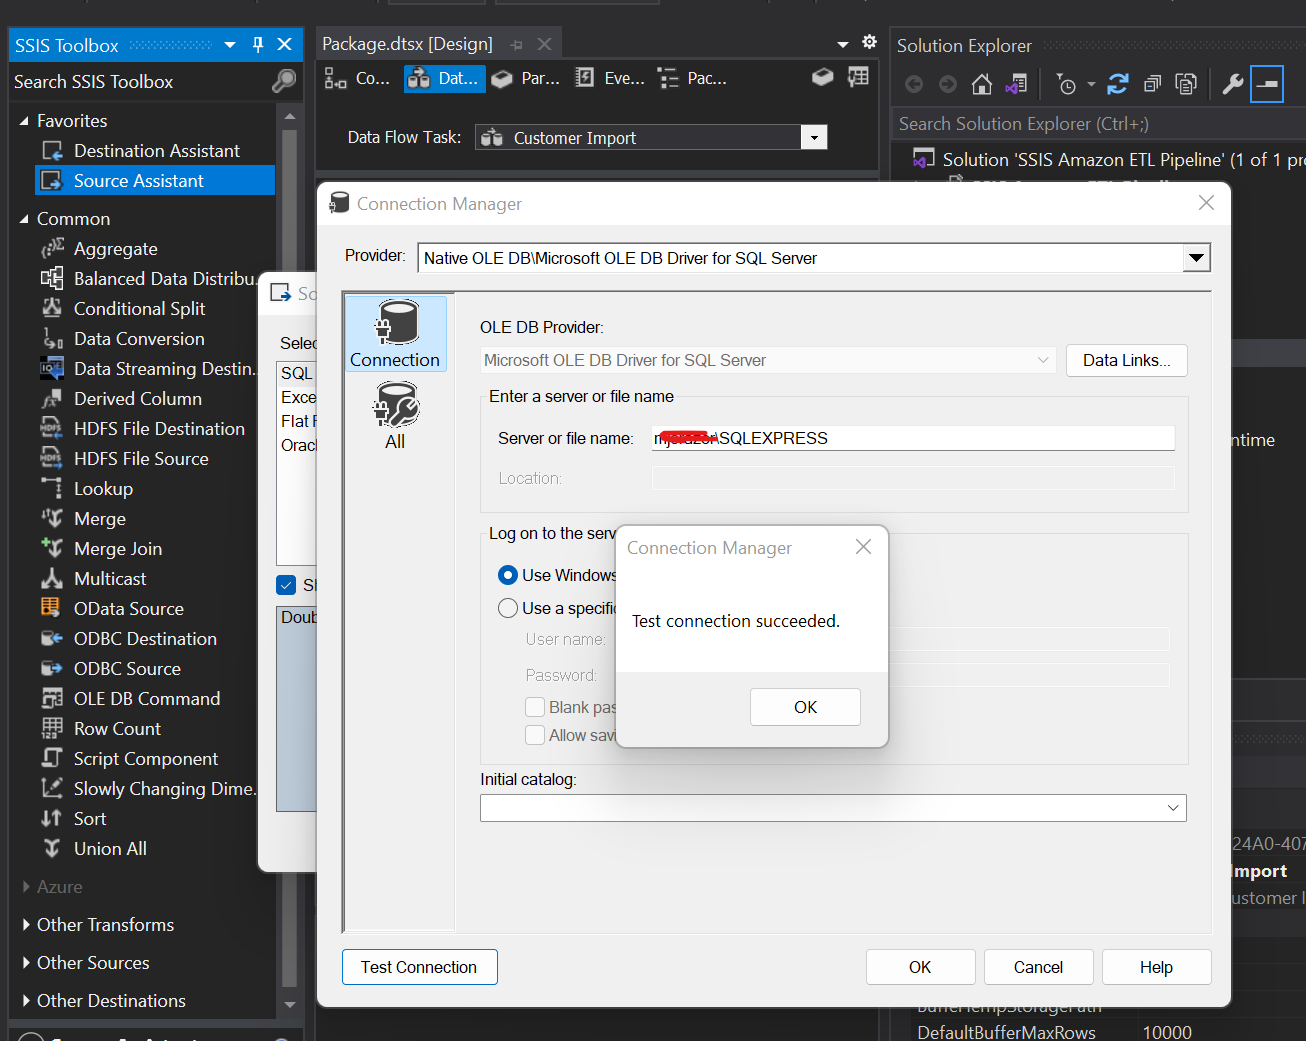 SSIS Toolbox
Search SSIS Toolbox
Favorites
Destination Assistant
Source Assistant
Common
Aggregate
Balanced Data Distribu.
Conditional Split
Data Conversion
Data Streaming Destin..
Derived Column
HDFS File Destination
HDFS File Source
Lookup
Merge
Merge Join
Multicast
OData Source
ODBC Destination
ODBC Source
OLE DB Command
Row Count
Script Component
Slowly Changing Dime.
Sort
Union All
Azure
Other Transforms
Other Sources
Other Destinations
Package.dtsx [Design]
Co...
Dat...
Par...
Eve...
Pac...
Data Flow Task:
Customer Import
So
Selec
SQL
Exce
Flat F
Orac
Doub
Connection Manager
Provider:
Native OLE DB\Microsoft OLE DB Driver for SQL Server
Connection
All
OLE DB Provider:
Microsoft OLE DB Driver for SQL Server
Data Links...
Enter a server or file name
Server or file name:
\SQLEXPRESS
Location:
Log on to the serv
Use Windows
Use a specific
User name:
Password:
Blank pas
Allow savi
Connection Manager
Test connection succeeded.
OK
Initial catalog:
Test Connection
OK
Cancel
Help
Solution Explorer
Search Solution Explorer (Ctrl+;)
Solution 'SSIS Amazon ETL Pipeline' (1 of 1 pro
ntime
24A0-407
Import
ustomer I
DefaultBufferMaxRows
10000